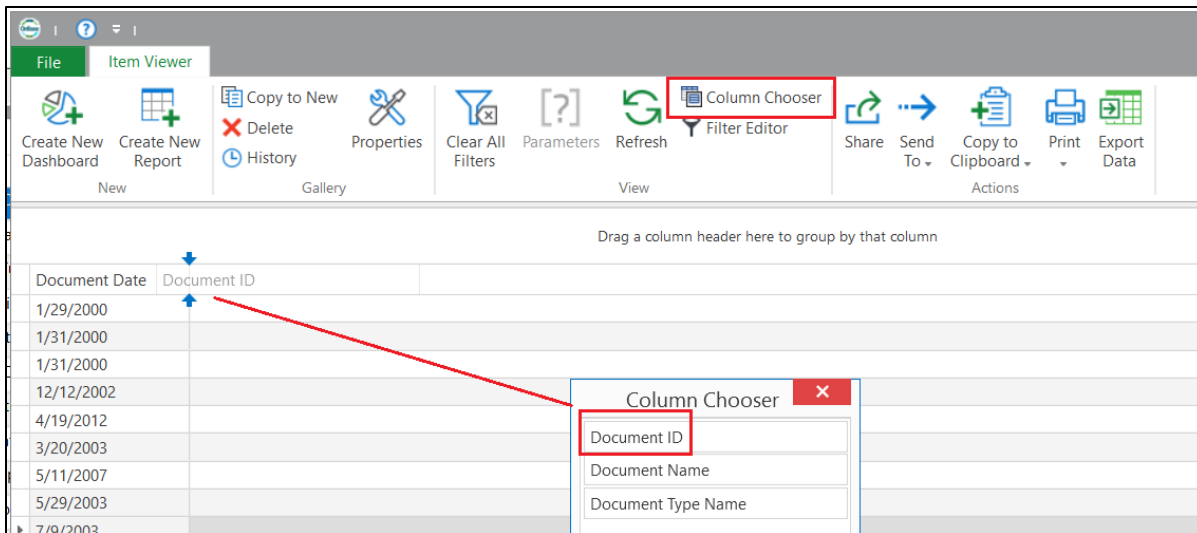 File
Item Viewer
Create New Dashboard
Create New Report
New
Copy to New
Delete
History
Properties
Gallery
Clear All Filters
Parameters
Refresh
Column Chooser
Filter Editor
View
Share
Send To
Copy to Clipboard
Print
Export Data
Actions
Drag a column header here to group by that column
Document Date
Document ID
1/29/2000
1/31/2000
1/31/2000
12/12/2002
4/19/2012
3/20/2003
5/11/2007
5/29/2003
7/9/2003
Column Chooser
Document ID
Document Name
Document Type Name